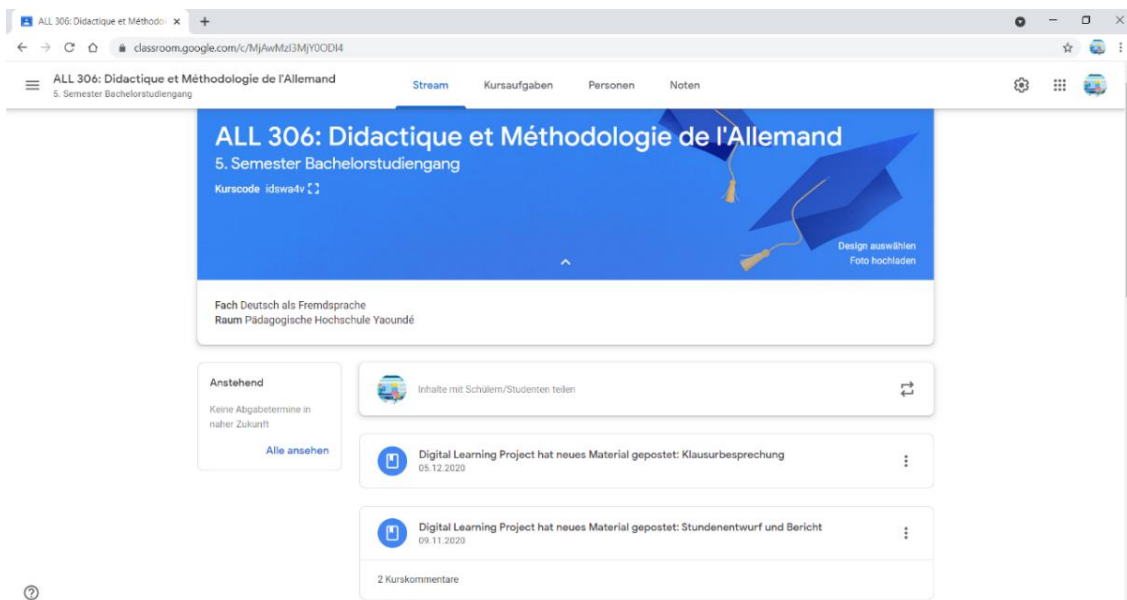 ALL 306: Didactique et Methodo
classroom.google.com/c/MjAwMzI3MjY0ODI4
ALL 306: Didactique et Méthodologie de l'Allemand
5. Semester Bachelorstudiengang
Stream
Kursaufgaben
Personen
Noten
ALL 306: Didactique et Méthodologie de l'Allemand
5. Semester Bachelorstudiengang
Kurscode idswa4v
Design auswählen
Foto hochladen
Fach Deutsch als Fremdsprache
Raum Pädagogische Hochschule Yaoundé
Anstehend
Keine Abgabetermine in
naher Zukunft
Alle ansehen
Inhalte mit Schülern/Studenten teilen
Digital Learning Project hat neues Material gepostet: Klausurbesprechung
05.12.2020
Digital Learning Project hat neues Material gepostet: Stundenentwurf und Bericht
09.11.2020
2 Kurskommentare